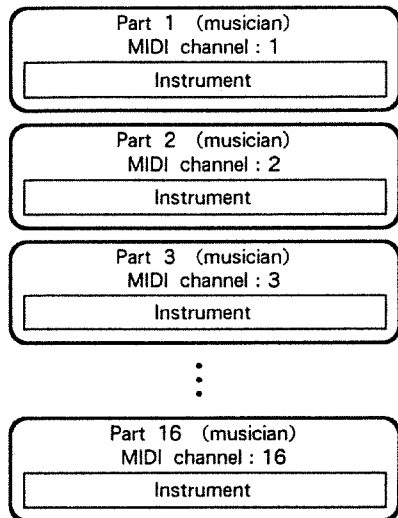 Part 1 (musician)
MIDI channel : 1
Instrument
Part 2 (musician)
MIDI channel : 2
Instrument
Part 3 (musician)
MIDI channel : 3
Instrument
Part 16 (musician)
MIDI channel : 16
Instrument